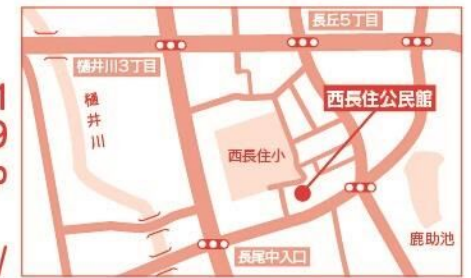 長丘5丁目
樋井川3丁目
樋井川
西長住公民館
西長住小
鹿助池
長尾中入口